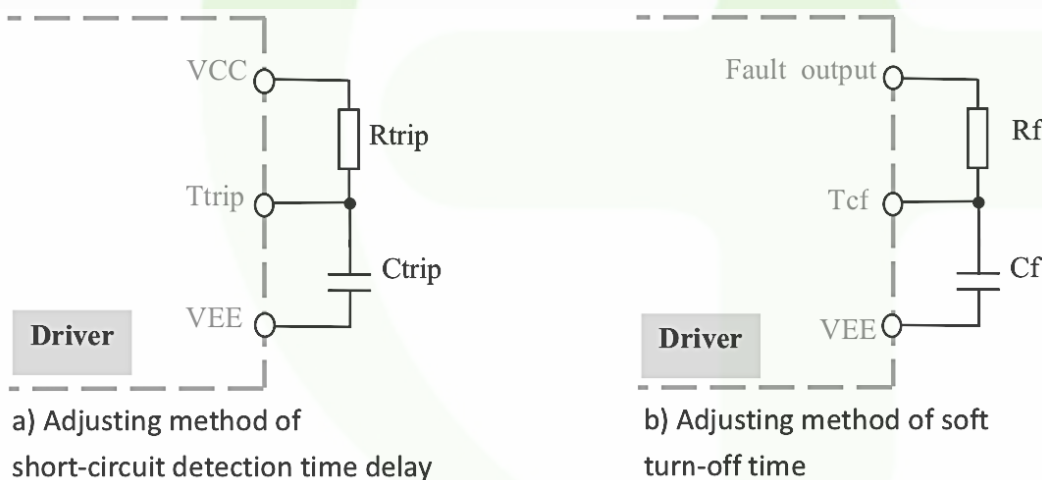 VCC
Rtrip
Ttrip
Ctrip
VEE
Driver
a) Adjusting method of
short-circuit detection time delay
Fault output
Rf
Tcf
Cf
VEE
Driver
b) Adjusting method of soft
turn-off time